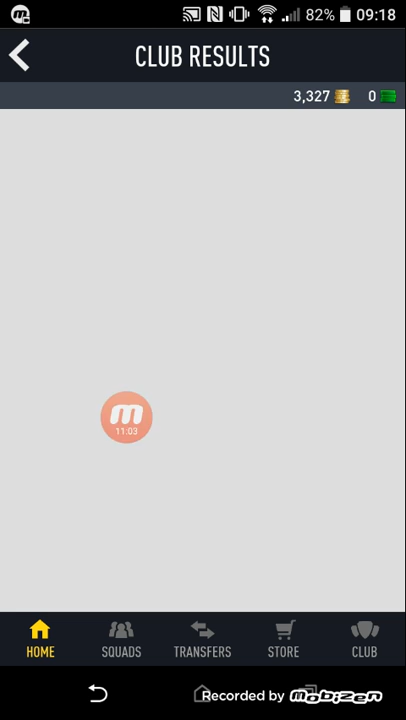 82% 09:18
CLUB RESULTS
3,327 0
m
11:03
HOME SQUADS TRANSFERS STORE CLUB
Recorded by mobizen